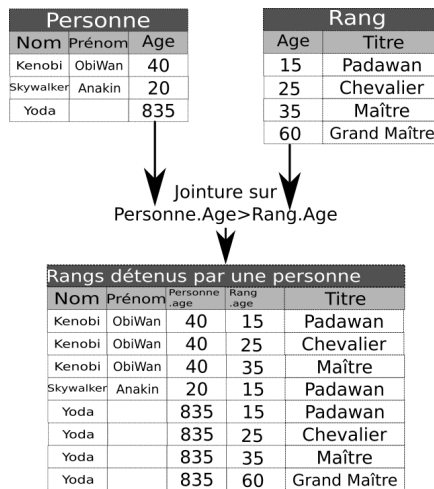 Personne
Nom Prénom Age
Kenobi ObiWan 40
Skywalker Anakin 20
Yoda 835
Rang
Age Titre
15 Padawan
25 Chevalier
35 Maître
60 Grand Maître
Jointure sur
Personne.Age>Rang.Age
Rangs détenus par une personne
Nom Prénom Personne .age Rang .age Titre
Kenobi ObiWan 40 15 Padawan
Kenobi ObiWan 40 25 Chevalier
Kenobi ObiWan 40 35 Maître
Skywalker Anakin 20 15 Padawan
Yoda 835 15 Padawan
Yoda 835 25 Chevalier
Yoda 835 35 Maître
Yoda 835 60 Grand Maître